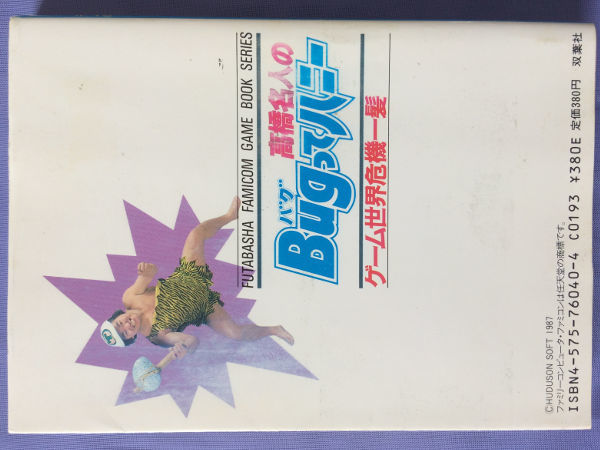 FUTABASHA FAMICOM GAME BOOK SERIES
高橋名人の
バグ
Bugってハニー
ゲーム世界危機一髪
©HUDUSON SOFT 1987
ファミリーコンピュータ・ファミコンは任天堂の商標です。
ISBN4-575-76040-4 C0193 ¥380E 定価380円 双葉社